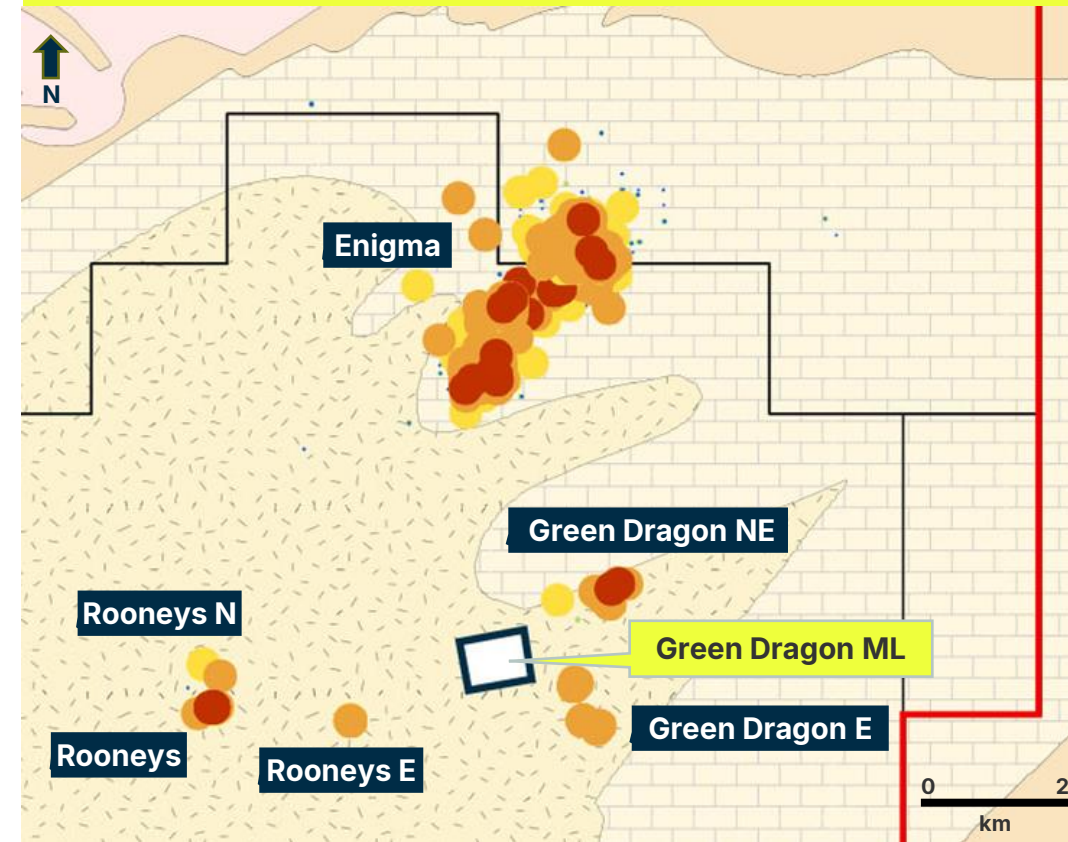 N
Enigma
Green Dragon NE
Rooneys N
Green Dragon ML
Green Dragon E
Rooneys
Rooneys E
0 2
km